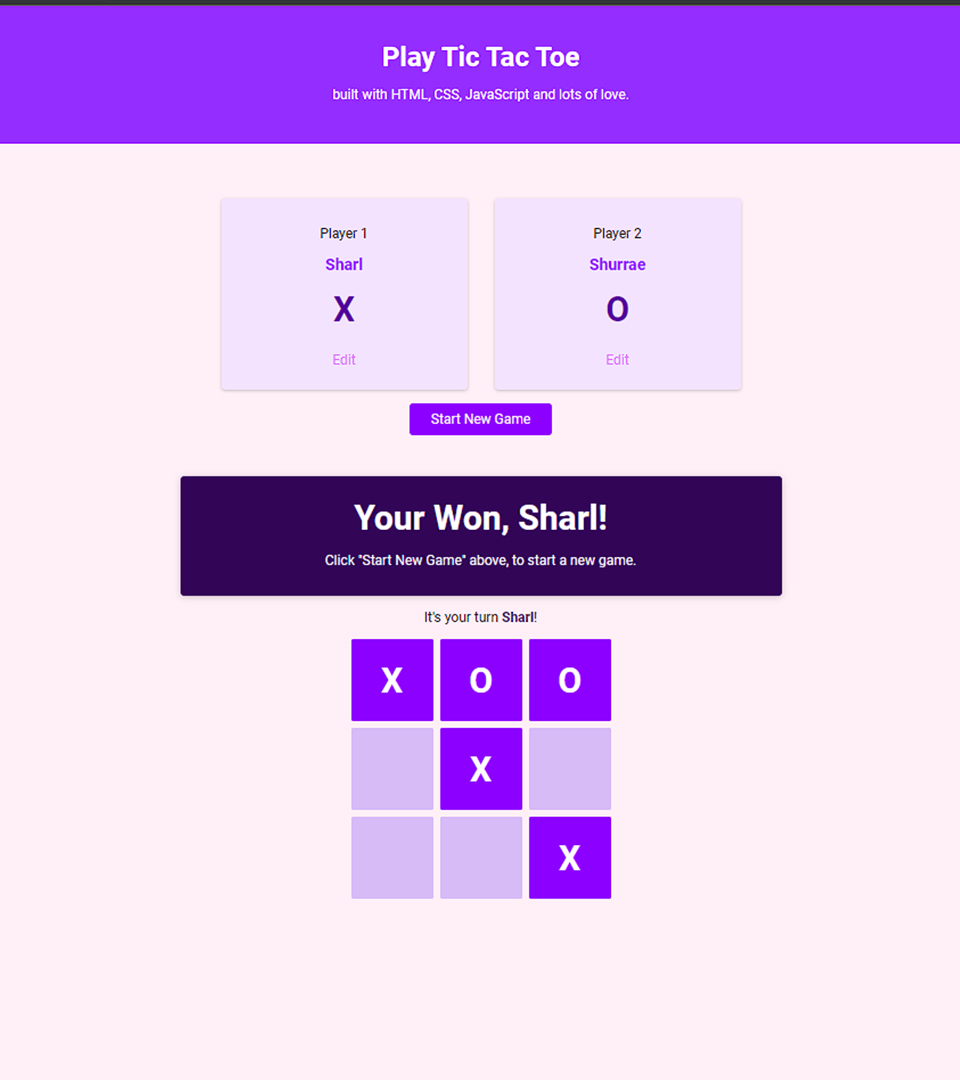 Play Tic Tac Toe
built with HTML, CSS, JavaScript and lots of love.
Player 1
Sharl
X
Edit
Player 2
Shurrae
O
Edit
Start New Game
Your Won, Sharl!
Click "Start New Game" above, to start a new game.
It's your turn Sharl!
X O O
X
X